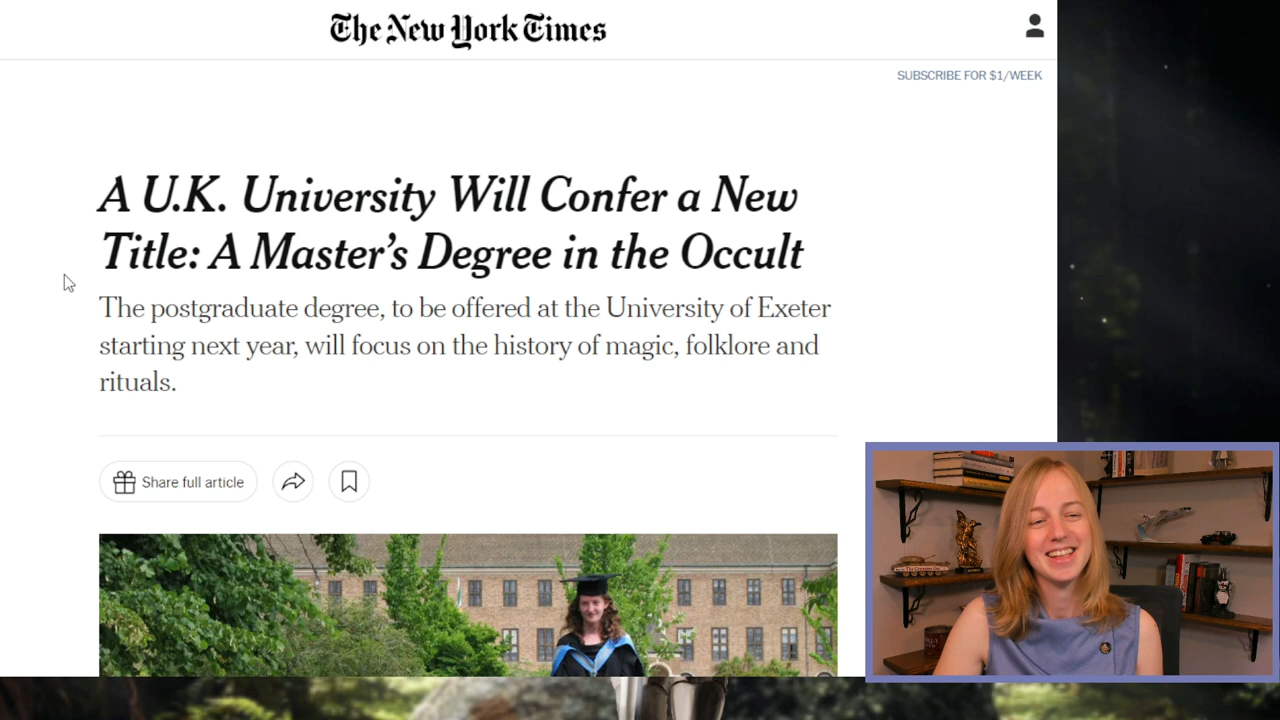 The New York Times
SUBSCRIBE FOR $1/WEEK
A U.K. University Will Confer a New
Title: A Master's Degree in the Occult
The postgraduate degree, to be offered at the University of Exeter
starting next year, will focus on the history of magic, folklore and
rituals.
Share full article